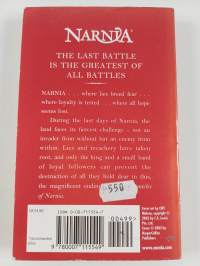 NARNIA
THE LAST BATTLE
IS THE GREATEST OF
ALL BATTLES
NARNIA . . . where lies breed fear . . .
where loyalty is tested . . . where all hope
seems lost.
During the last days of Narnia, the
land faces its fiercest challenge - not
an invader from without but an enemy from
within. Lies and treachery have taken
root, and only the king and a small band
of loyal followers can prevent the
destruction of all they hold dear in this,
the magnificent ending to The Chronicles
of Narnia.
550
00499>
9 780007 115549
www.narnia.com